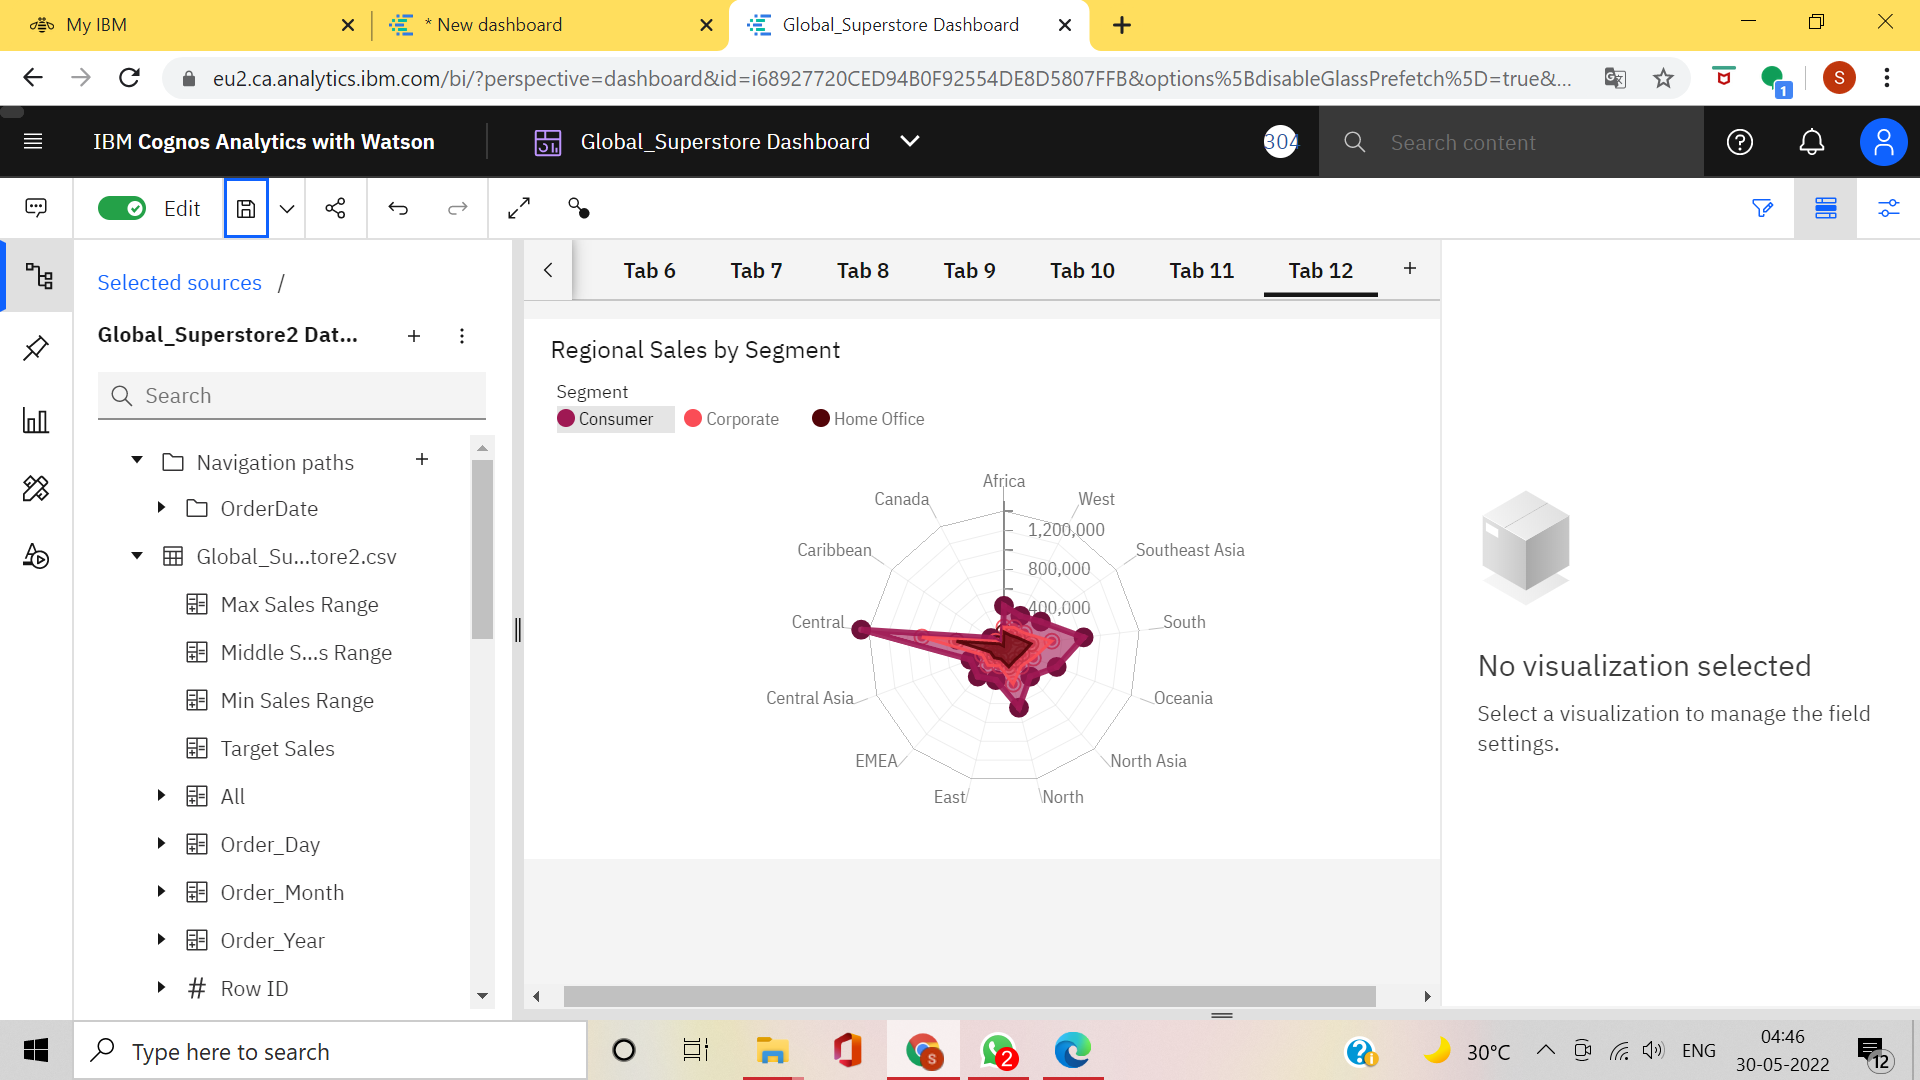 My IBM
* New dashboard
Global_Superstore Dashboard
eu2.ca.analytics.ibm.com/bi/?perspective=dashboard&id=i68927720CED94B0F92554DE8D5807FFB&options%5BdisableGlassPrefetch%5D=true&...
1
S
IBM Cognos Analytics with Watson
Global_Superstore Dashboard
304
Search content
Edit
Selected sources /
Global_Superstore2 Dat...
Search
Navigation paths
OrderDate
Global_Su...tore2.csv
Max Sales Range
Middle S...s Range
Min Sales Range
Target Sales
All
Order_Day
Order_Month
Order_Year
# Row ID
Tab 6
Tab 7
Tab 8
Tab 9
Tab 10
Tab 11
Tab 12
Regional Sales by Segment
Segment
Consumer
Corporate
Home Office
Africa
West
Southeast Asia
South
Oceania
North Asia
North
East
EMEA
Central Asia
Central
Caribbean
Canada
1,200,000
800,000
400,000
No visualization selected
Select a visualization to manage the field
settings.
Type here to search
S
2
30°C
ENG
04:46
30-05-2022
12